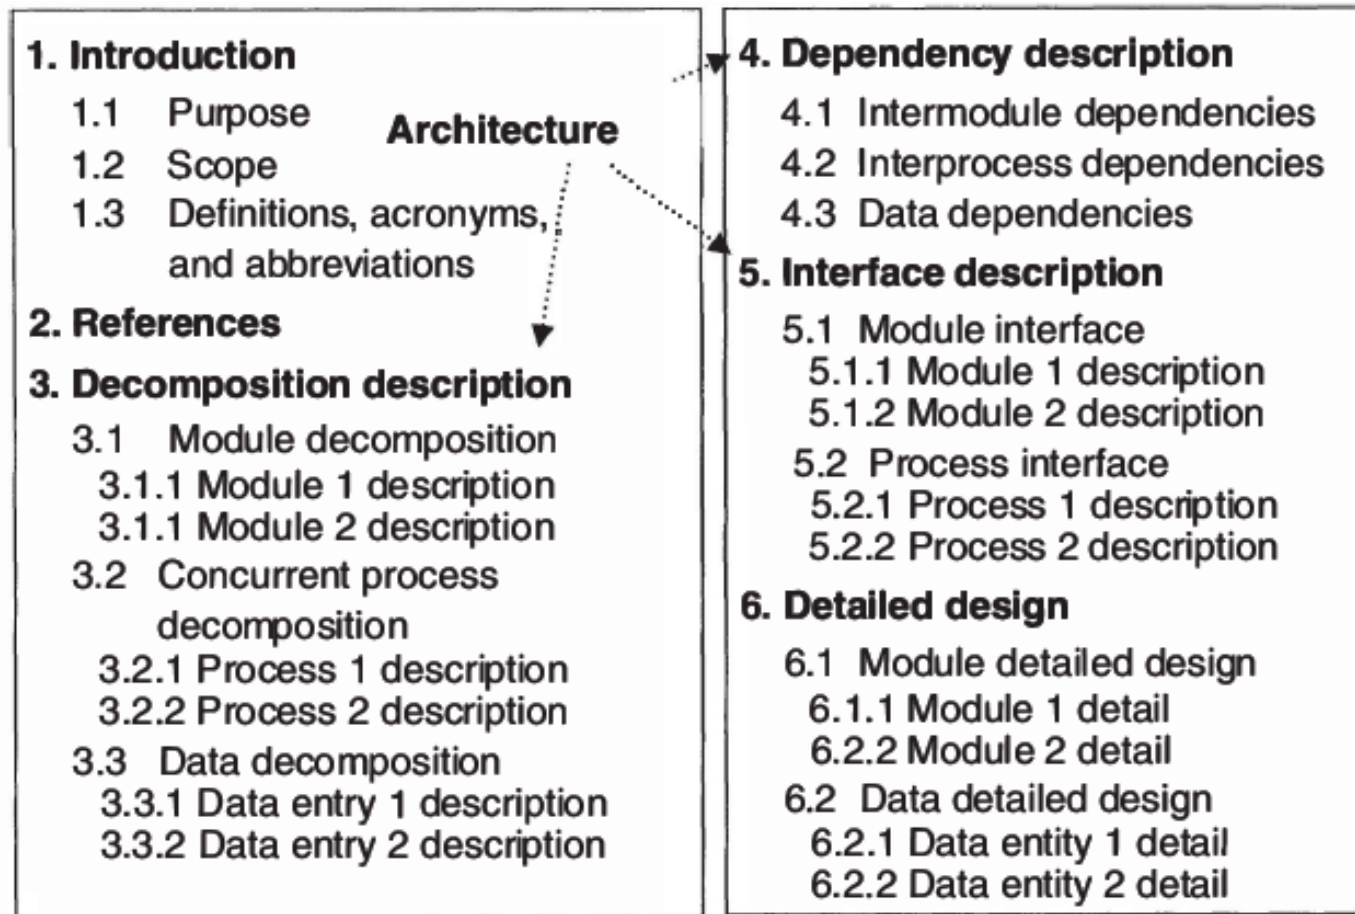 1. Introduction
1.1 Purpose
Architecture
1.2 Scope
1.3 Definitions, acronyms,
and abbreviations
2. References
3. Decomposition description
3.1 Module decomposition
3.1.1 Module 1 description
3.1.1 Module 2 description
3.2 Concurrent process
decomposition
3.2.1 Process 1 description
3.2.2 Process 2 description
3.3 Data decomposition
3.3.1 Data entry 1 description
3.3.2 Data entry 2 description
4. Dependency description
4.1 Intermodule dependencies
4.2 Interprocess dependencies
4.3 Data dependencies
5. Interface description
5.1 Module interface
5.1.1 Module 1 description
5.1.2 Module 2 description
5.2 Process interface
5.2.1 Process 1 description
5.2.2 Process 2 description
6. Detailed design
6.1 Module detailed design
6.1.1 Module 1 detail
6.2.2 Module 2 detail
6.2 Data detailed design
6.2.1 Data entity 1 detail
6.2.2 Data entity 2 detail